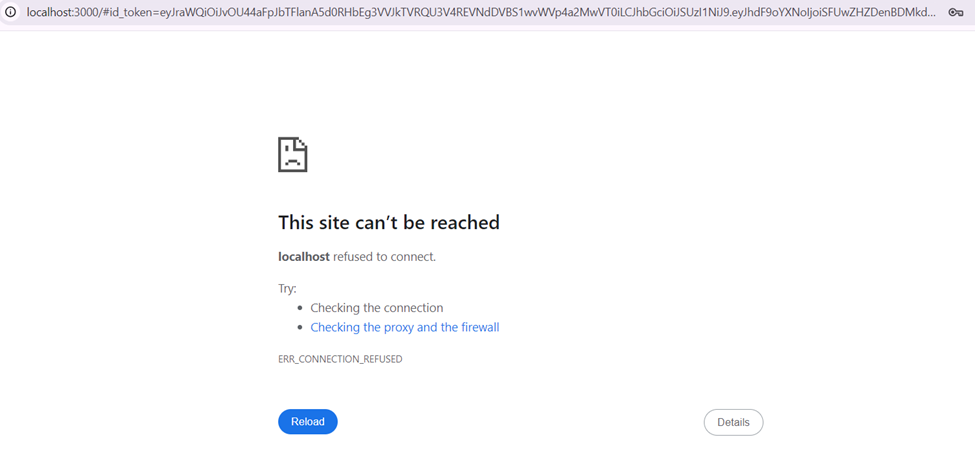 localhost:3000/#id_token=eyJraWQiOiJvOU44aFpJbTFlanA5d0RHbEg3VVJkTVRQU3V4REVNdDVBS1wvWVp4a2MwVT0iLCJhbGciOiJSUzI1NiJ9.eyJhdF9oYXNoIjoiSFUwZHZDenBDMkd...
This site can’t be reached
localhost refused to connect.
Try:
• Checking the connection
• Checking the proxy and the firewall
ERR_CONNECTION_REFUSED
Reload Details